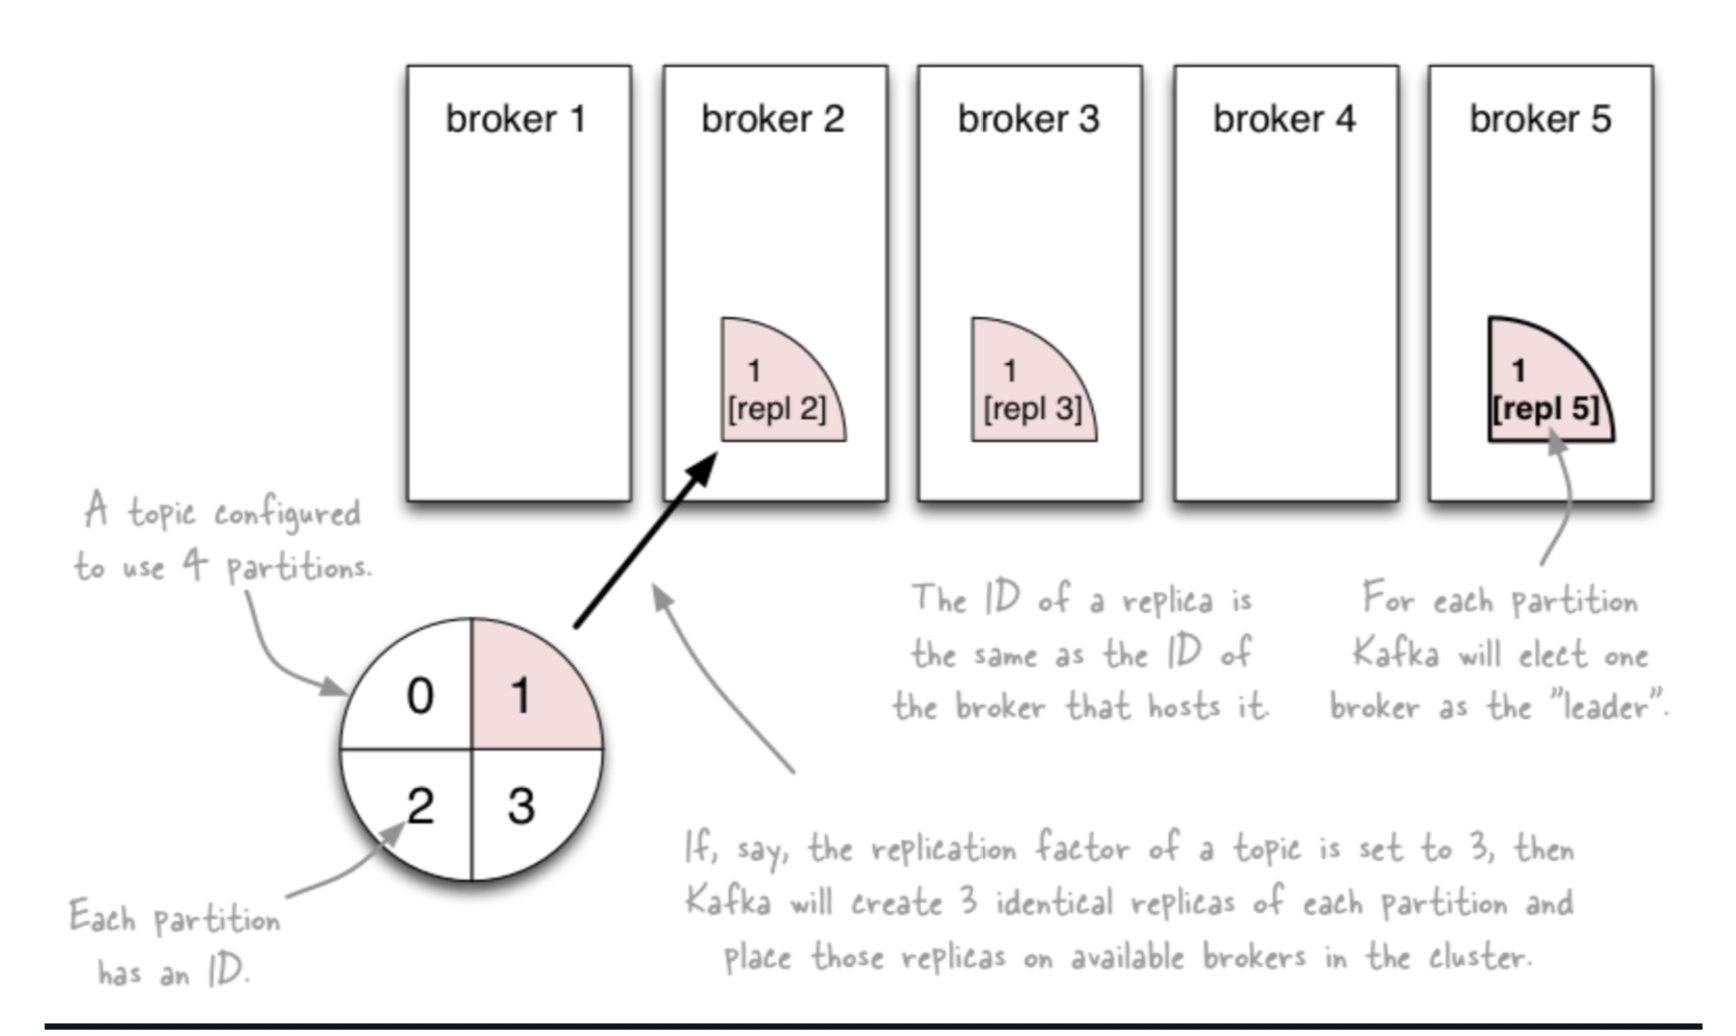 broker 1
broker 2
broker 3
broker 4
broker 5
1
[repl 2]
1
[repl 3]
1
[repl 5]
A topic configured
to use 4 partitions.
0
1
2
3
Each partition
has an ID.
The ID of a replica is
the same as the ID of
the broker that hosts it.
For each partition
Kafka will elect one
broker as the "leader".
If, say, the replication factor of a topic is set to 3, then
Kafka will create 3 identical replicas of each partition and
place those replicas on available brokers in the cluster.